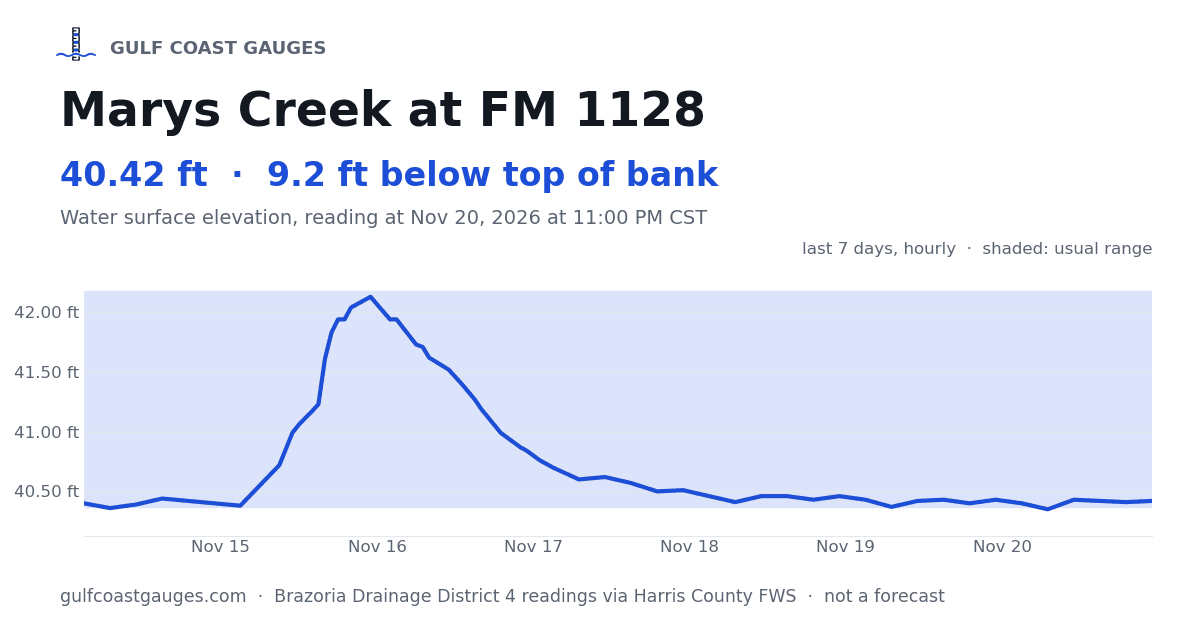 GULF COAST GAUGES
Marys Creek at FM 1128
40.42 ft · 9.2 ft below top of bank
Water surface elevation, reading at Nov 20, 2026 at 11:00 PM CST
last 7 days, hourly · shaded: usual range
42.00 ft
41.50 ft
41.00 ft
40.50 ft
Nov 15 Nov 16 Nov 17 Nov 18 Nov 19 Nov 20
gulfcoastgauges.com · Brazoria Drainage District 4 readings via Harris County FWS · not a forecast